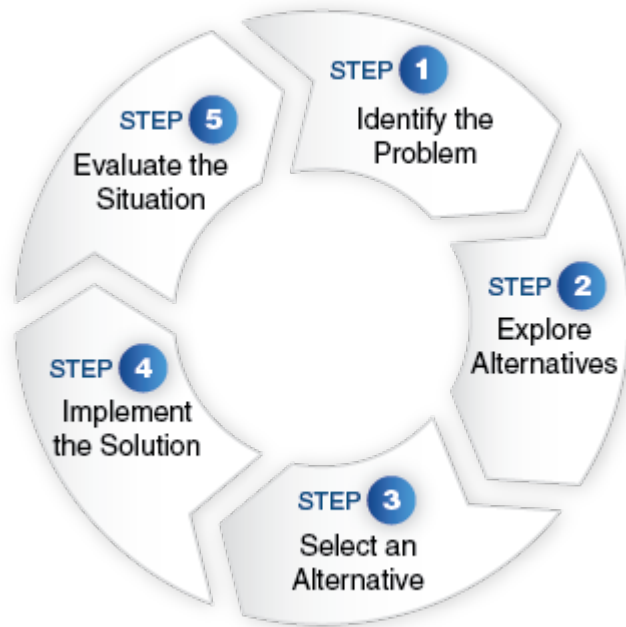 STEP 1
Identify the
Problem
STEP 2
Explore
Alternatives
STEP 3
Select an
Alternative
STEP 4
Implement
the Solution
STEP 5
Evaluate the
Situation